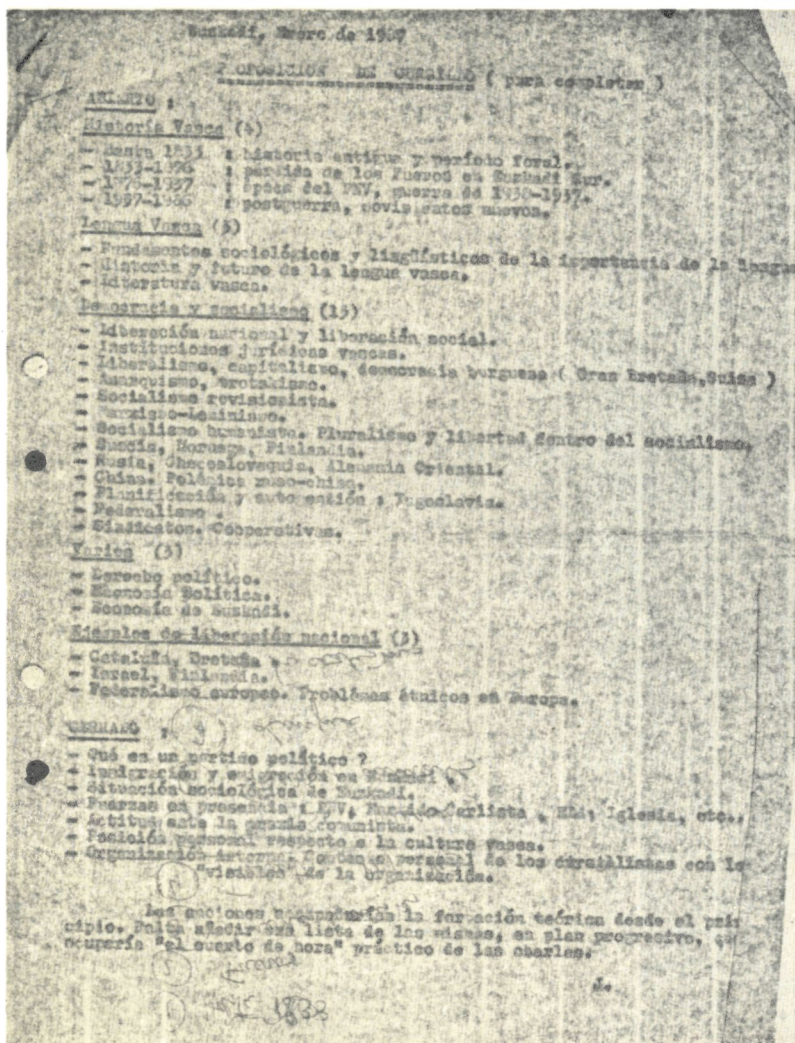 Euskadi, Enero de 1967
PROPOSICION DE CURSILLO ( para completar )
ABIERTO :
Historia Vasca (4)
- Hasta 1833 : historia antigua y período foral.
- 1833-1876 : pérdida de los Fueros en Euskadi Sur.
- 1876-1937 : época del PNV, guerra de 1936-1937.
- 1937-1966 : postguerra, movimientos nuevos.
Lengua Vasca (3)
- Fundamentos sociológicos y lingüísticos de la importancia de la lengua
- Historia y futuro de la lengua vasca.
- Literatura vasca.
Democracia y socialismo (13)
- Liberación nacional y liberación social.
- Instituciones jurídicas vascas.
- Liberalismo, capitalismo, democracia burguesa ( Gran Bretaña,Suiza )
- Anarquismo, trotskismo.
- Socialismo revisionista.
- Marxismo-Leninismo.
- Socialismo humanista. Pluralismo y libertad dentro del socialismo.
- Suecia, Noruega, Finlandia.
- Rusia, Checoslovaquia, Alemania Oriental.
- China. Polémica ruso-china.
- Planificación y autogestión : Yugoslavia.
- Federalismo .
- Sindicatos. Cooperativas.
Varios (3)
- Derecho político.
- Economía Política.
- Economía de Euskadi.
Ejemplos de liberación nacional (3)
- Cataluña, Bretaña .
- Israel, Finlandia.
- Federalismo europeo. Problèmas étnicos en Europa.
CERRADO :
- Qué es un partido político ?
- Inmigración y emigración en Euskadi .
- Situación sociológica de Euskadi.
- Fuerzas en presencia : PNV, Partido Carlista , Iglesia, etc..
- Actitud ante la praxis comunista.
- Posición personal respecto a la cultura vasca.
- Organización interna. Contacto personal de los cursillistas con lo
"visibles" de la organización.
Las acciones la formación teórica desde el prin
cipio. Falta añadir una lista de las mismas, en plan progresivo, qu
ocuparía "el cuarto de hora" práctico de las charlas.
J.
1833